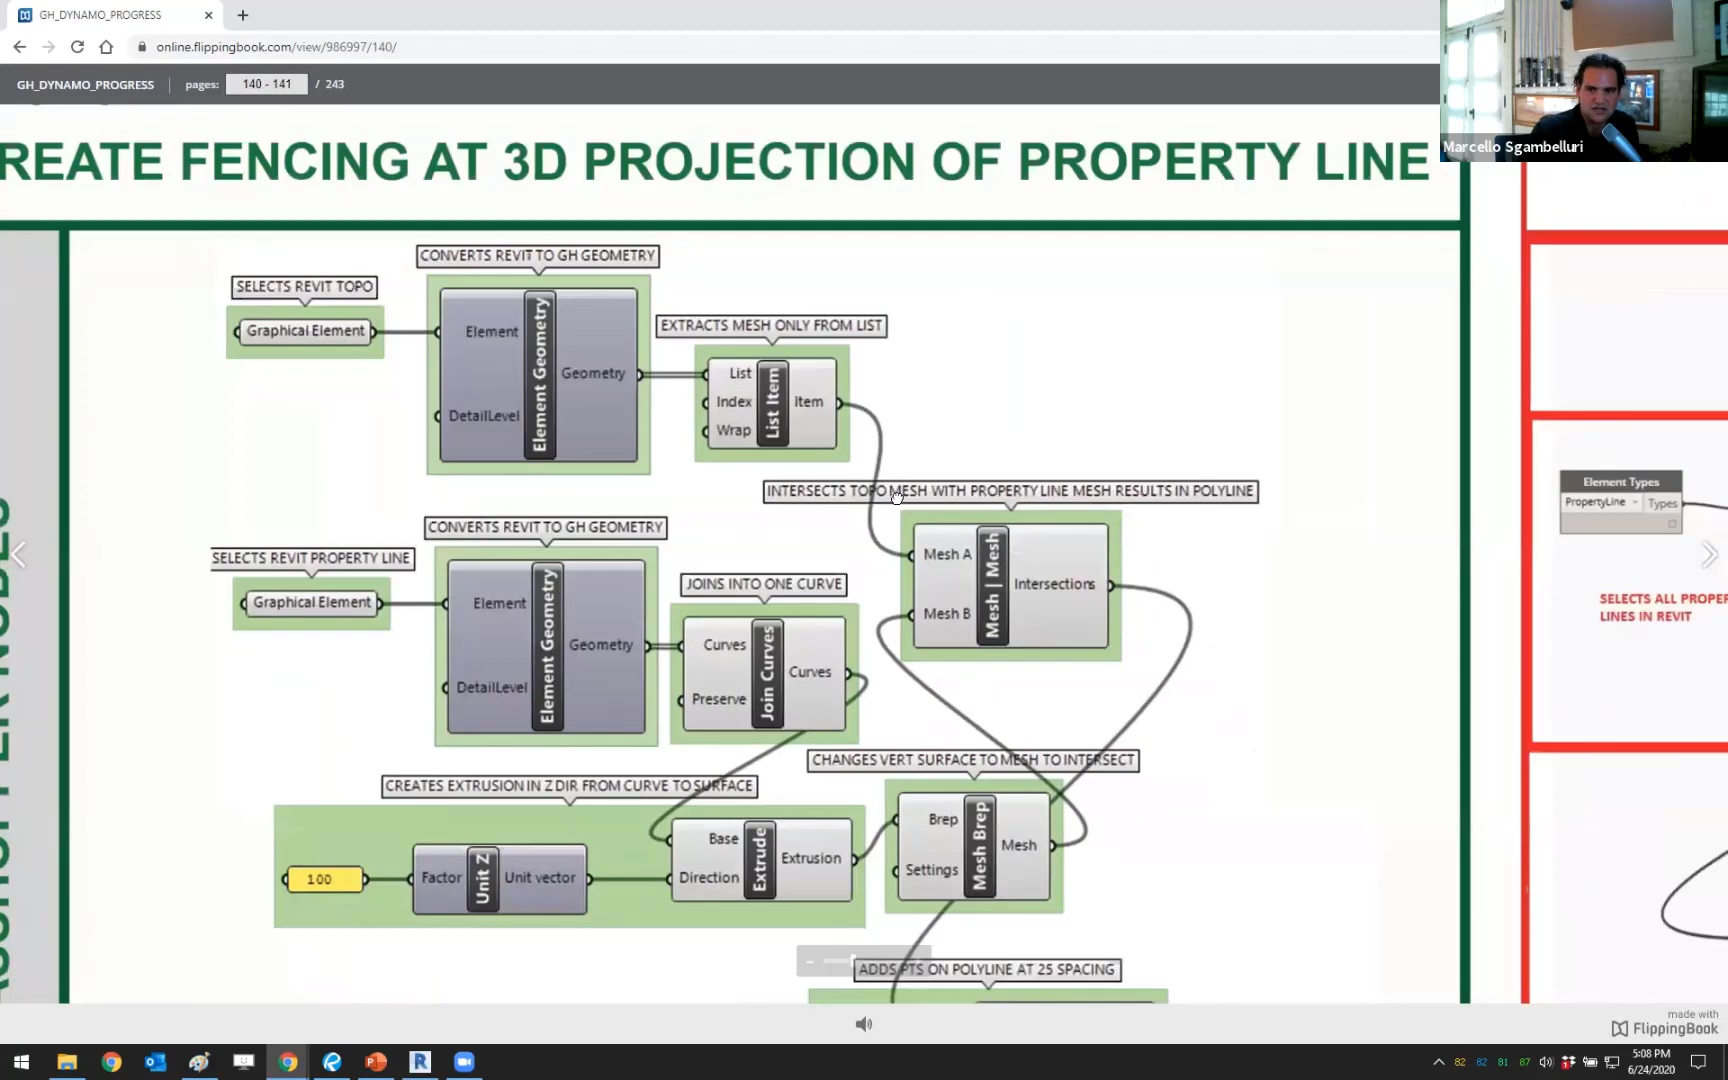 GH_DYNAMO_PROGRESS
online.flippingbook.com/view/986997/140/
GH_DYNAMO_PROGRESS
pages:
140 - 141
/ 243
Marcello Sgambelluri
REATE FENCING AT 3D PROJECTION OF PROPERTY LINE
CONVERTS REVIT TO GH GEOMETRY
SELECTS REVIT TOPO
Graphical Element
Element
DetailLevel
Element Geometry
Geometry
EXTRACTS MESH ONLY FROM LIST
List
Index
Wrap
List Item
Item
INTERSECTS TOPO MESH WITH PROPERTY LINE MESH RESULTS IN POLYLINE
Mesh A
Mesh B
Mesh | Mesh
Intersections
CONVERTS REVIT TO GH GEOMETRY
SELECTS REVIT PROPERTY LINE
Graphical Element
Element
DetailLevel
Element Geometry
Geometry
JOINS INTO ONE CURVE
Curves
Preserve
Join Curves
Curves
CREATES EXTRUSION IN Z DIR FROM CURVE TO SURFACE
100
Factor
Unit Z
Unit vector
Base
Direction
Extrude
Extrusion
CHANGES VERT SURFACE TO MESH TO INTERSECT
Brep
Settings
Mesh Brep
Mesh
ADDS PTS ON POLYLINE AT 25 SPACING
Element Types
PropertyLine
Types
SELECTS ALL PROPER
LINES IN REVIT
made with
FlippingBook
82 82 81 87
5:08 PM
6/24/2020